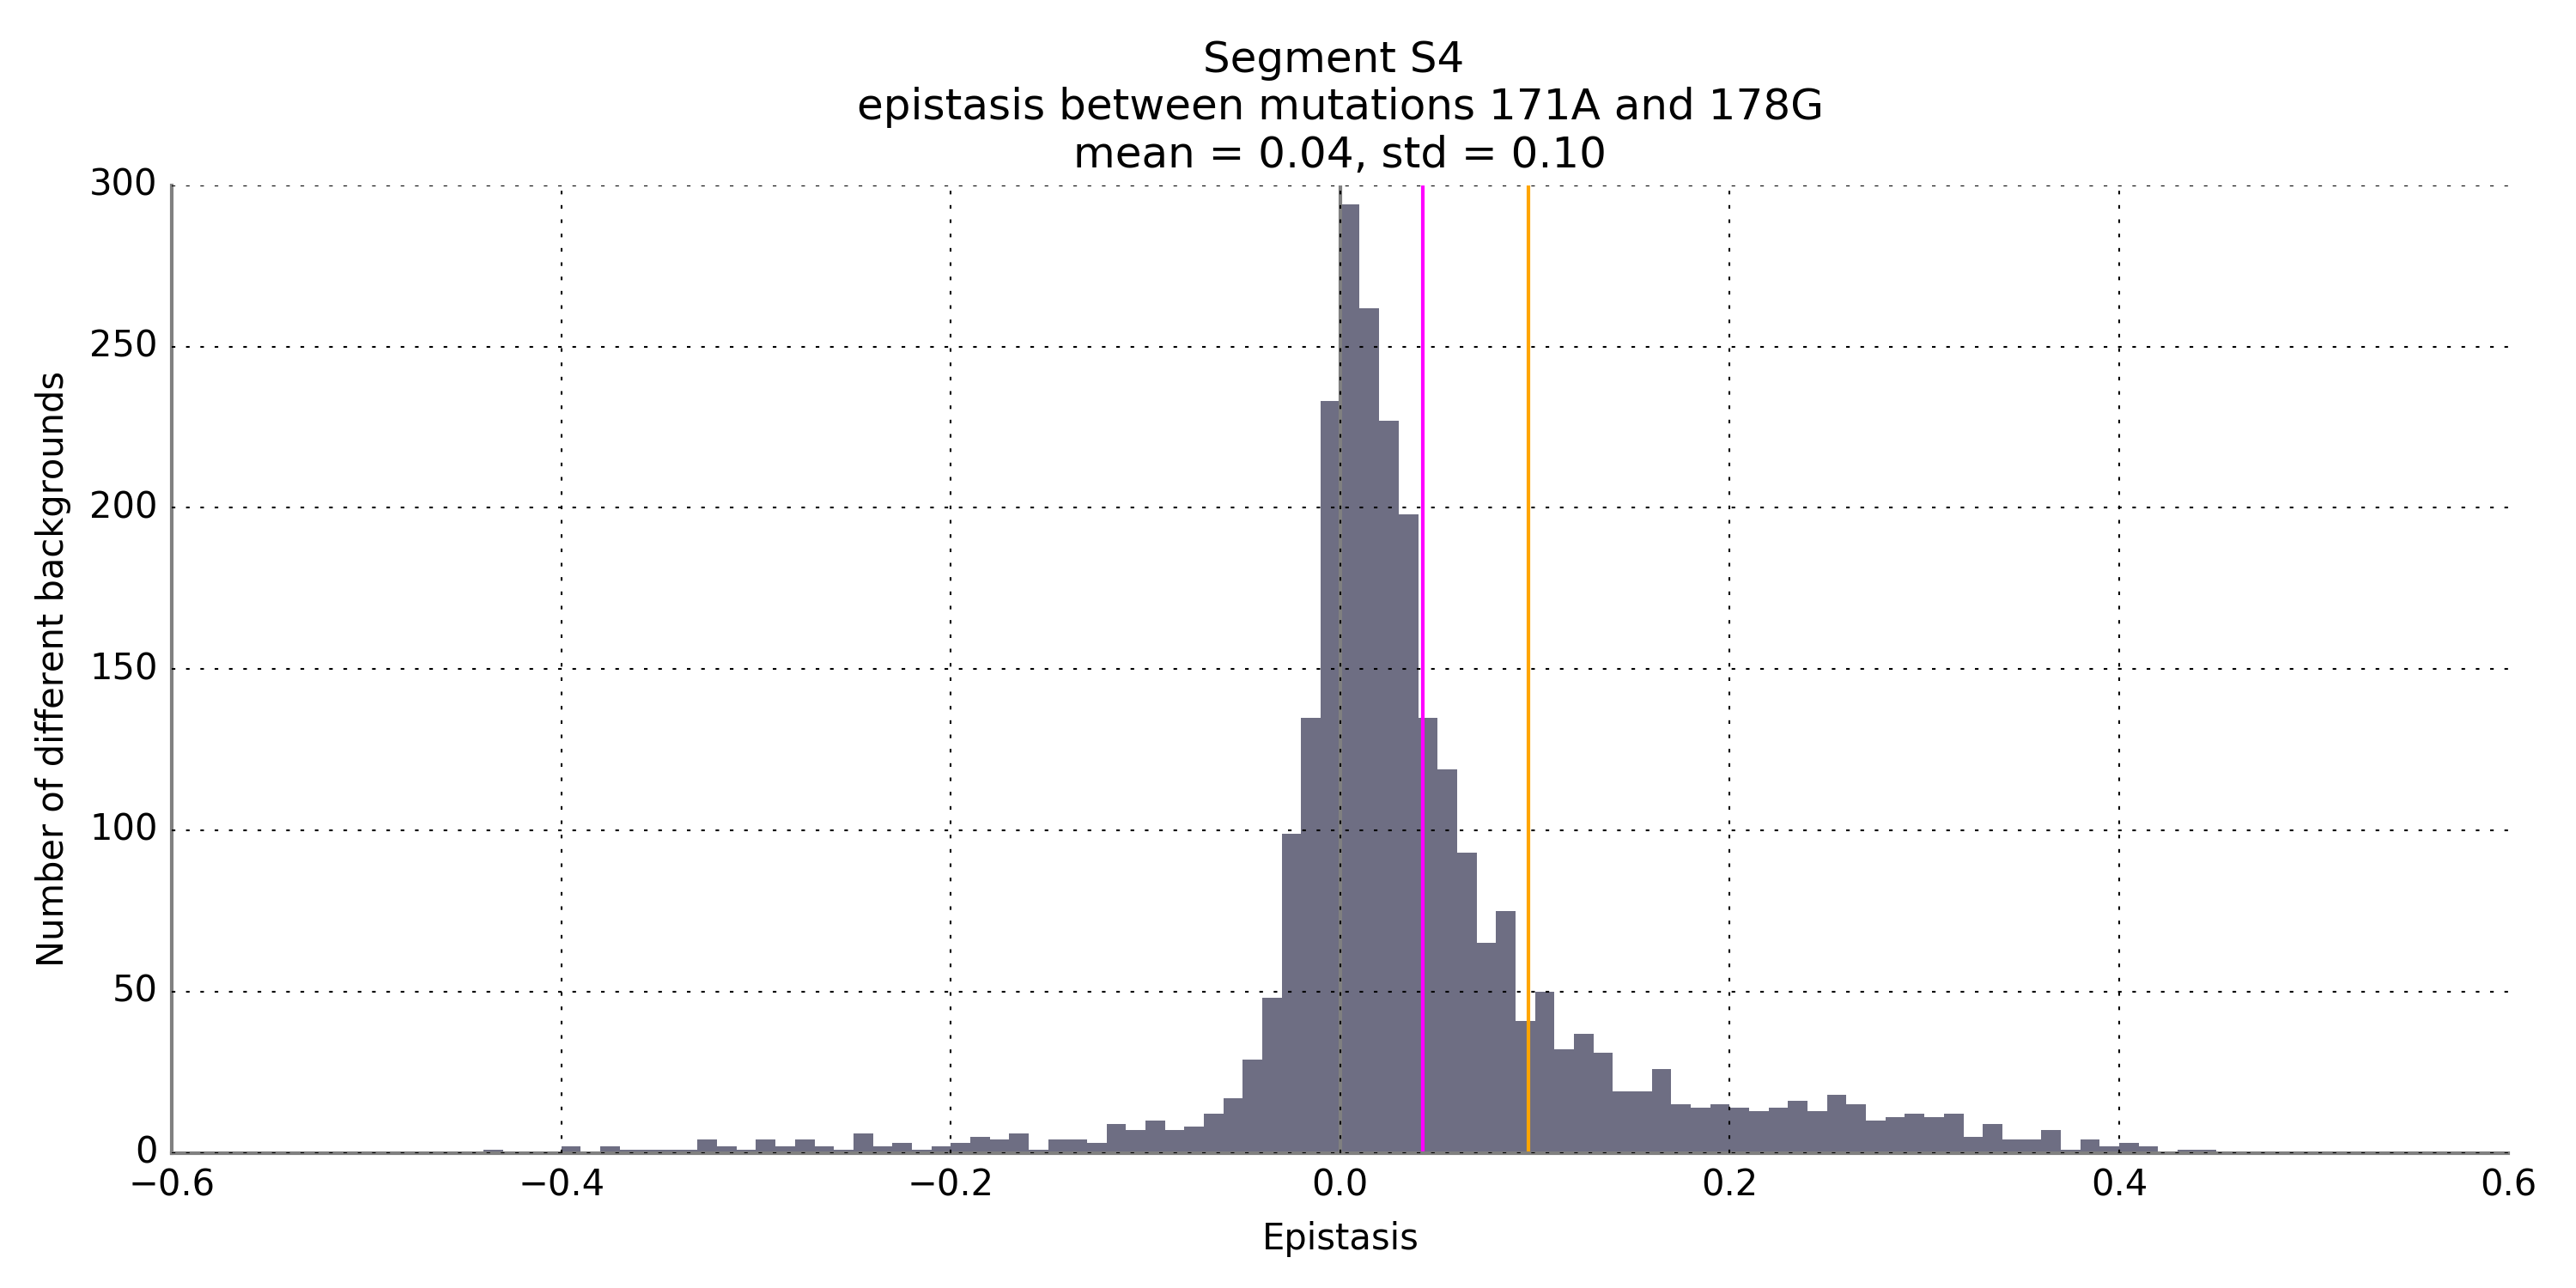 Segment S4
epistasis between mutations 171A and 178G
mean = 0.04, std = 0.10
300
250
200
150
100
50
0
Number of different backgrounds
−0.6
−0.4
−0.2
0.0
0.2
0.4
0.6
Epistasis